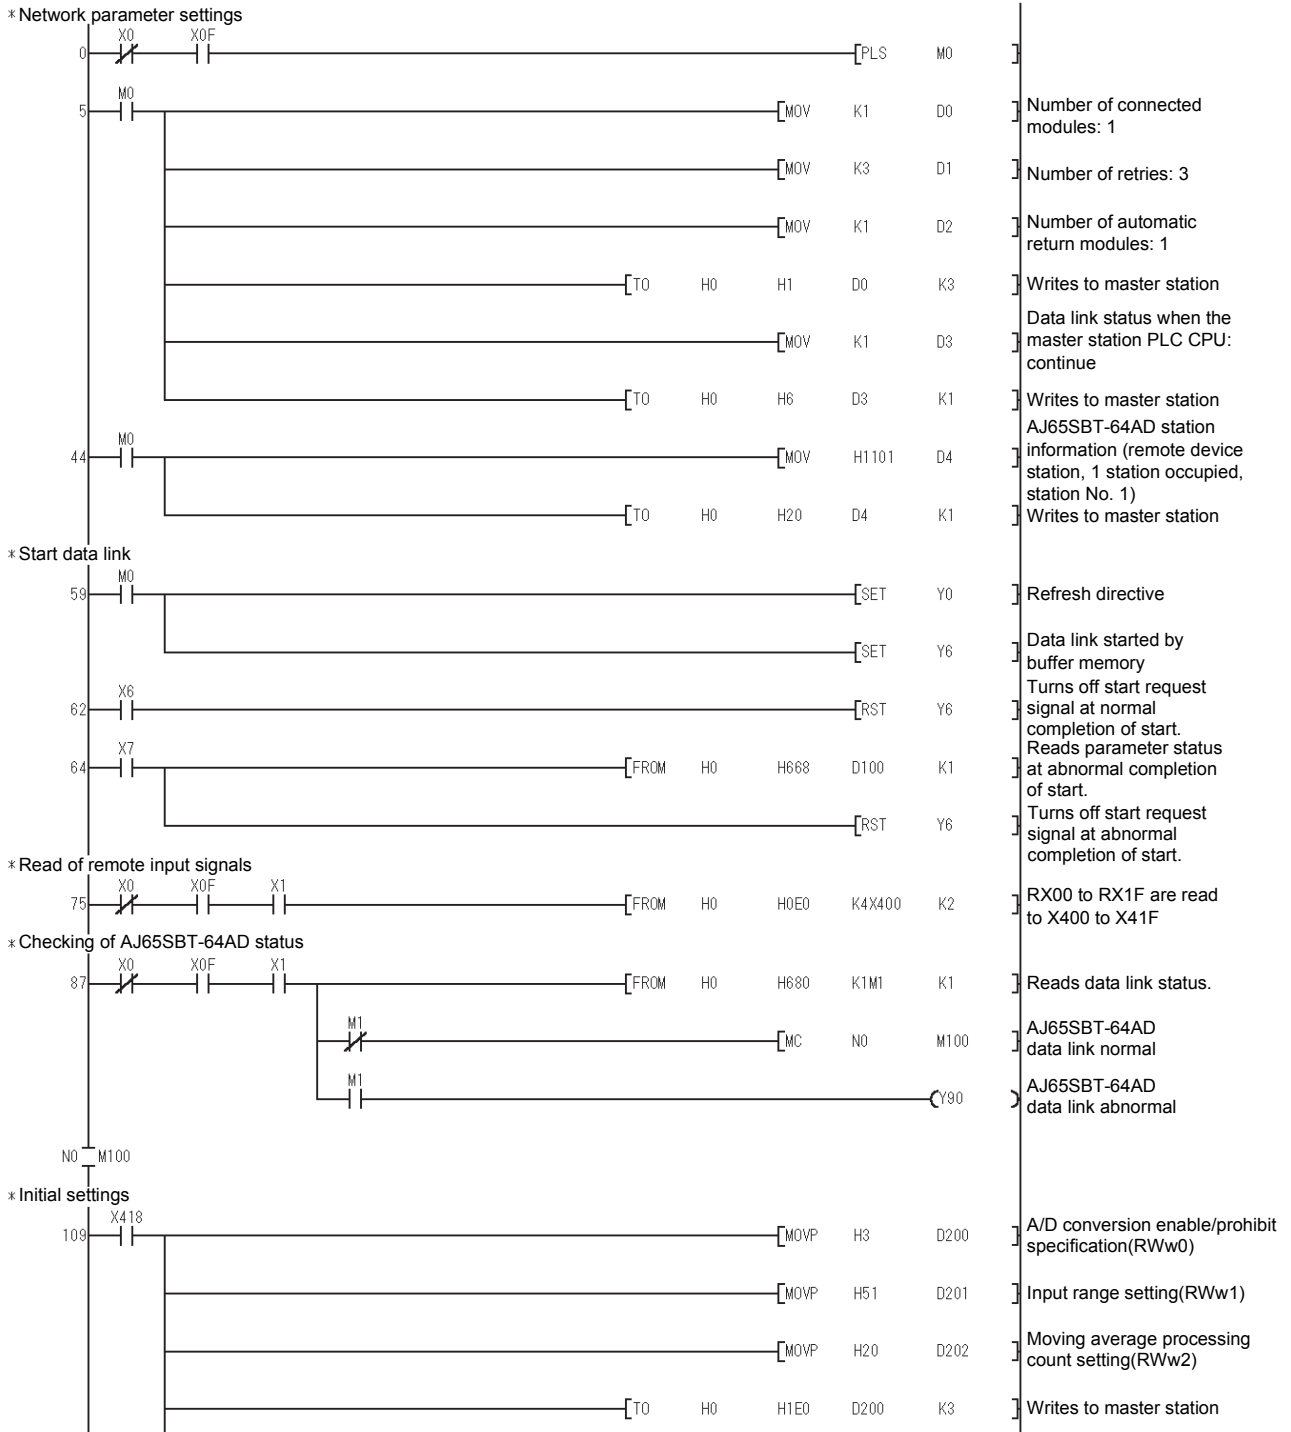 *Network parameter settings
X0 X0F
0 PLS M0
M0
5 MOV K1 D0 Number of connected
modules: 1
MOV K3 D1 Number of retries: 3
MOV K1 D2 Number of automatic
return modules: 1
TO H0 H1 D0 K3 Writes to master station
MOV K1 D3 Data link status when the
master station PLC CPU:
continue
TO H0 H6 D3 K1 Writes to master station
M0
44 MOV H1101 D4 AJ65SBT-64AD station
information (remote device
station, 1 station occupied,
station No. 1)
TO H0 H20 D4 K1 Writes to master station
*Start data link
M0
59 SET Y0 Refresh directive
SET Y6 Data link started by
buffer memory
X6
62 RST Y6 Turns off start request
signal at normal
completion of start.
X7
64 FROM H0 H668 D100 K1 Reads parameter status
at abnormal completion
of start.
RST Y6 Turns off start request
signal at abnormal
completion of start.
*Read of remote input signals
X0 X0F X1
75 FROM H0 H0E0 K4X400 K2 RX00 to RX1F are read
to X400 to X41F
*Checking of AJ65SBT-64AD status
X0 X0F X1
87 FROM H0 H680 K1M1 K1 Reads data link status.
M1
MC N0 M100 AJ65SBT-64AD
data link normal
M1
Y90 AJ65SBT-64AD
data link abnormal
N0 M100
*Initial settings
X418
109 MOVP H3 D200 A/D conversion enable/prohibit
specification(RWw0)
MOVP H51 D201 Input range setting(RWw1)
MOVP H20 D202 Moving average processing
count setting(RWw2)
TO H0 H1E0 D200 K3 Writes to master station